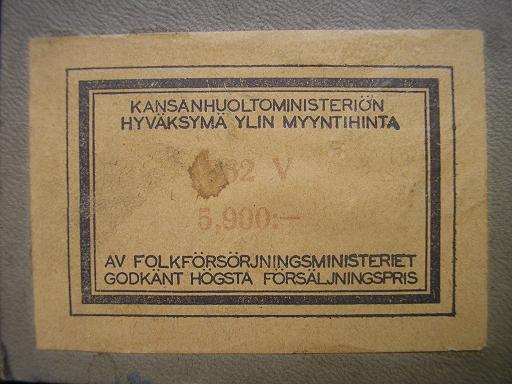 KANSANHUOLTOMINISTERIÖN
HYVÄKSYMÄ YLIN MYYNTIHINTA
62 V
5,900:—
AV FOLKFÖRSÖRJNINGSMINISTERIET
GODKÄNT HÖGSTA FÖRSÄLJNINGSPRIS